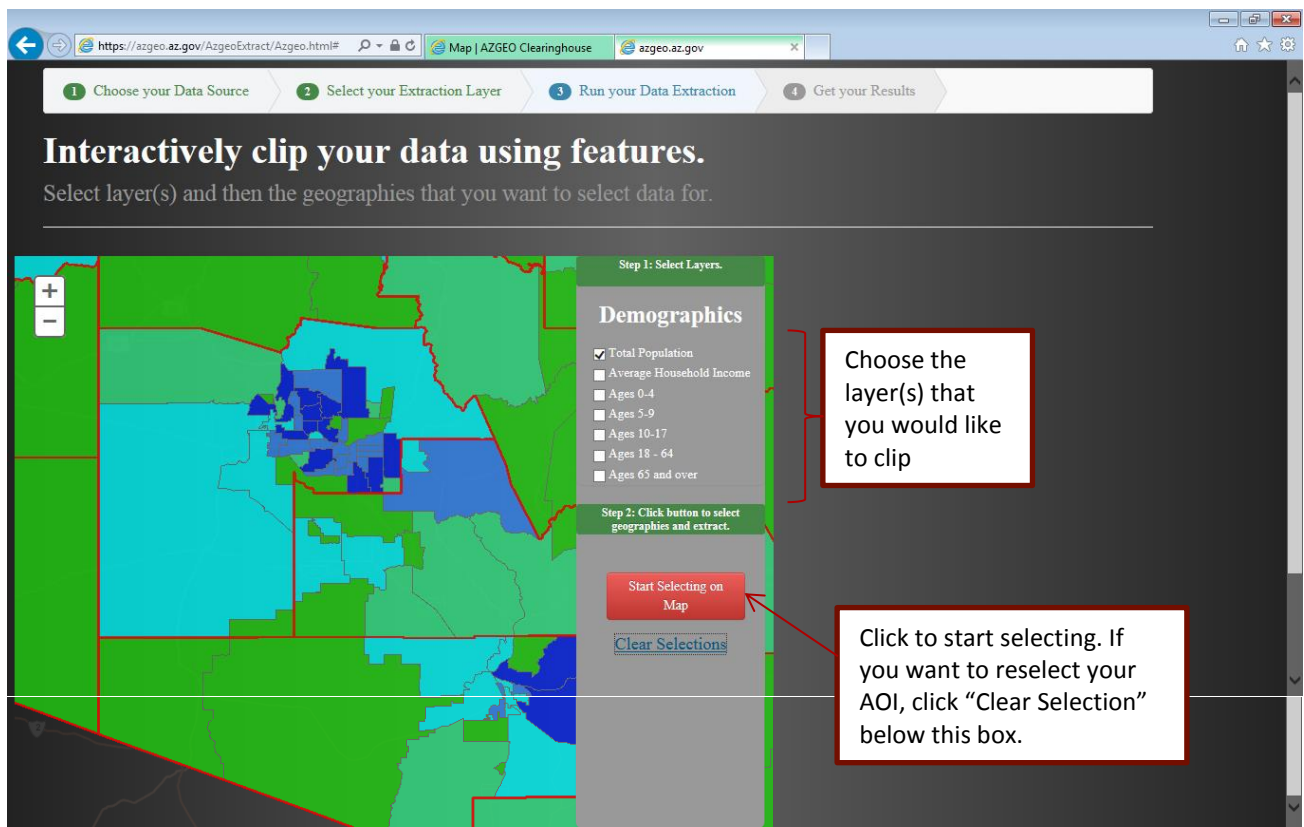 https://azgeo.az.gov/AzgeoExtract/Azgeo.html#
Map | AZGEO Clearinghouse
azgeo.az.gov
1 Choose your Data Source
2 Select your Extraction Layer
3 Run your Data Extraction
4 Get your Results
Interactively clip your data using features.
Select layer(s) and then the geographies that you want to select data for.
+
−
Step 1: Select Layers.
Demographics
Total Population
Average Household Income
Ages 0-4
Ages 5-9
Ages 10-17
Ages 18 - 64
Ages 65 and over
Step 2: Click button to select
geographies and extract.
Start Selecting on
Map
Clear Selections
Choose the
layer(s) that
you would like
to clip
Click to start selecting. If
you want to reselect your
AOI, click “Clear Selection”
below this box.